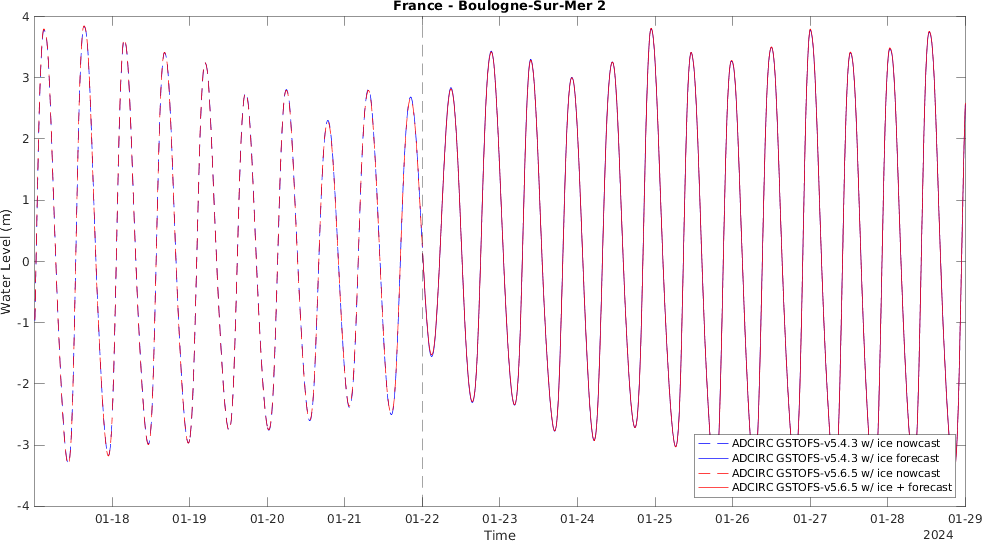 France - Boulogne-Sur-Mer 2
4
3
2
1
0
-1
-2
-3
-4
Water Level (m)
ADCIRC GSTOFS-v5.4.3 w/ ice nowcast
ADCIRC GSTOFS-v5.4.3 w/ ice forecast
ADCIRC GSTOFS-v5.6.5 w/ ice nowcast
ADCIRC GSTOFS-v5.6.5 w/ ice + forecast
01-18 01-19 01-20 01-21 01-22 01-23 01-24 01-25 01-26 01-27 01-28 01-29
Time
2024